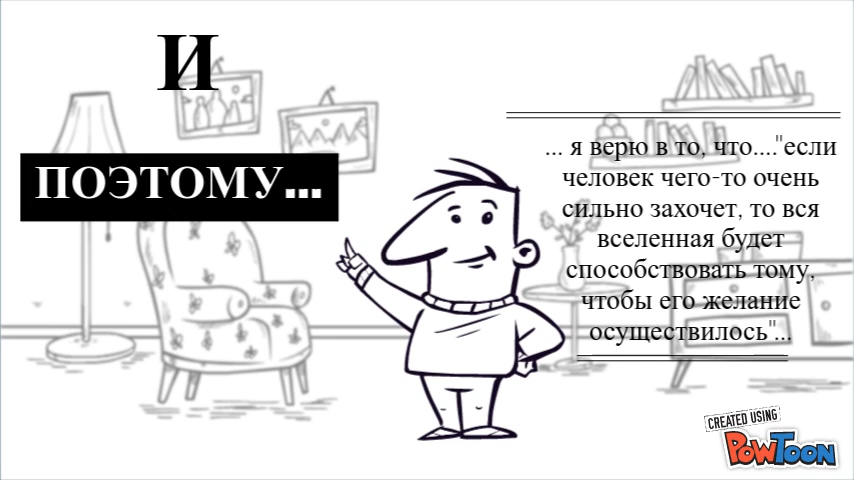 И
ПОЭТОМУ...
... я верю в то, что...."если
человек чего-то очень
сильно захочет, то вся
вселенная будет
способствовать тому,
чтобы его желание
осуществилось"...
CREATED USING
POWTOON